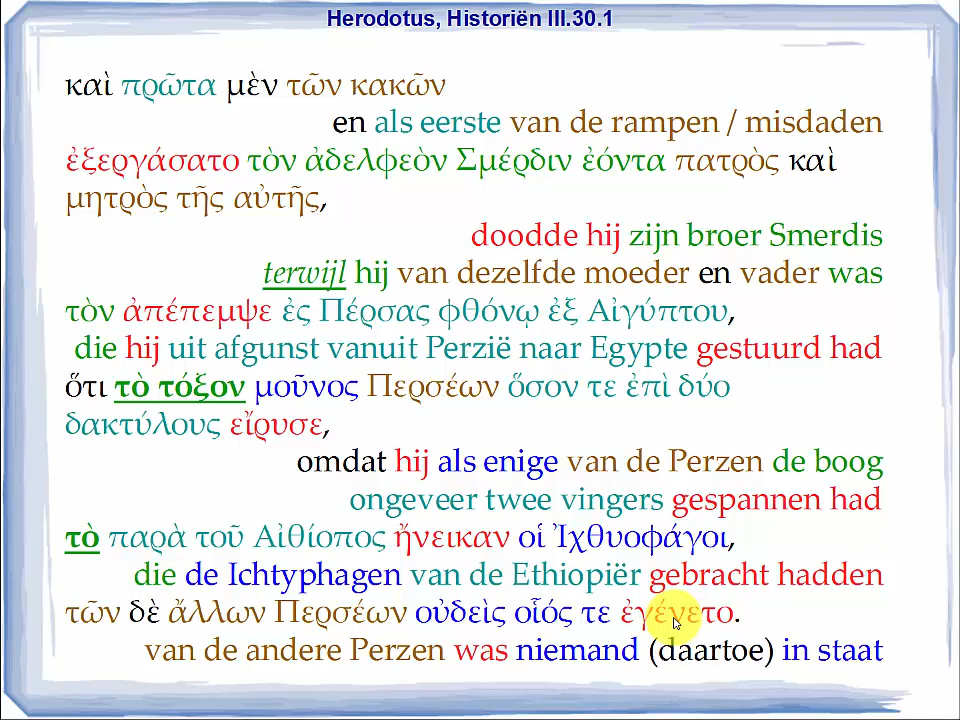 Herodotus, Historiën III.30.1
καὶ πρῶτα μὲν τῶν κακῶν
en als eerste van de rampen / misdaden
ἐξεργάσατο τὸν ἀδελφεὸν Σμέρδιν ἐόντα πατρὸς καὶ
μητρὸς τῆς αὐτῆς,
doodde hij zijn broer Smerdis
terwijl hij van dezelfde moeder en vader was
τὸν ἀπέπεμψε ἐς Πέρσας φθόνῳ ἐξ Αἰγύπτου,
die hij uit afgunst vanuit Perzië naar Egypte gestuurd had
ὅτι τὸ τόξον μοῦνος Περσέων ὅσον τε ἐπὶ δύο
δακτύλους εἴρυσε,
omdat hij als enige van de Perzen de boog
ongeveer twee vingers gespannen had
τὸ παρὰ τοῦ Αἰθίοπος ἤνεικαν οἱ Ἰχθυοφάγοι,
die de Ichtyphagen van de Ethiopiër gebracht hadden
τῶν δὲ ἄλλων Περσέων οὐδεὶς οἷός τε ἐγένετο.
van de andere Perzen was niemand (daartoe) in staat